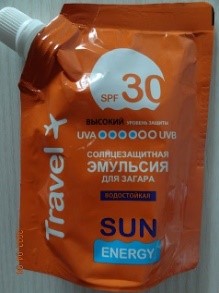 SPF 30
ВЫСОКИЙ УРОВЕНЬ ЗАЩИТЫ
UVA UVB
СОЛНЦЕЗАЩИТНАЯ
ЭМУЛЬСИЯ
ДЛЯ ЗАГАРА
ВОДОСТОЙКАЯ
SUN
ENERGY
Travel